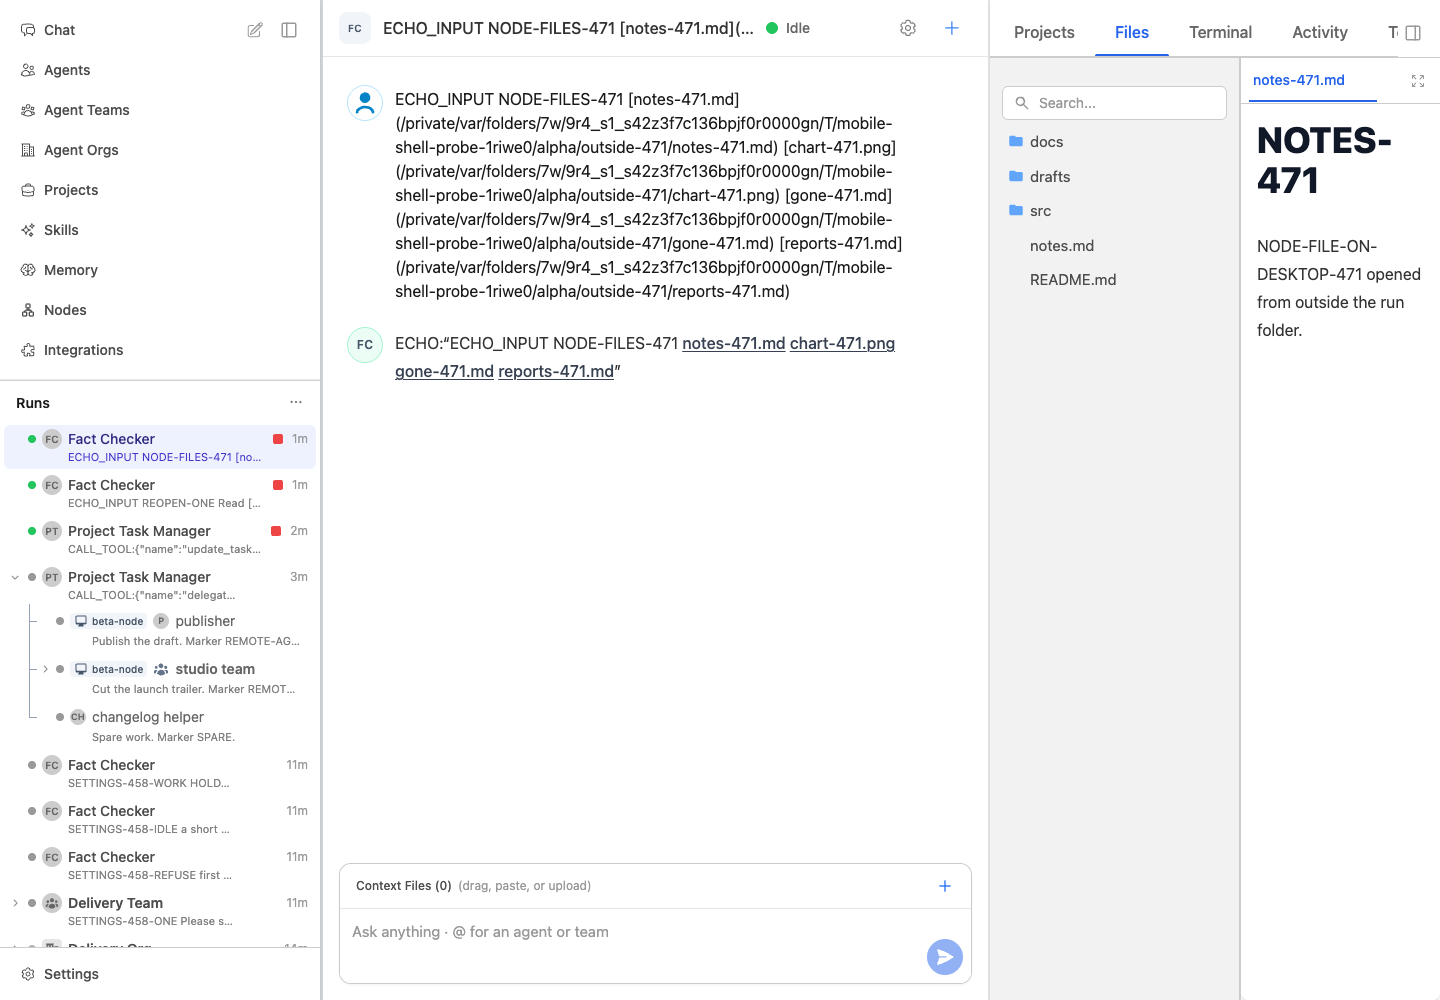 Chat
Agents
Agent Teams
Agent Orgs
Projects
Skills
Memory
Nodes
Integrations
Runs
FC Fact Checker 1m
ECHO_INPUT NODE-FILES-471 [no...
FC Fact Checker 1m
ECHO_INPUT REOPEN-ONE Read [...
PT Project Task Manager 2m
CALL_TOOL:{"name":"update_task...
PT Project Task Manager 3m
CALL_TOOL:{"name":"delegat...
beta-node P publisher
Publish the draft. Marker REMOTE-AG...
beta-node studio team
Cut the launch trailer. Marker REMOT...
CH changelog helper
Spare work. Marker SPARE.
FC Fact Checker 11m
SETTINGS-458-WORK HOLD...
FC Fact Checker 11m
SETTINGS-458-IDLE a short ...
FC Fact Checker 11m
SETTINGS-458-REFUSE first ...
Delivery Team 11m
SETTINGS-458-ONE Please s...
Settings
FC ECHO_INPUT NODE-FILES-471 [notes-471.md](... Idle
ECHO_INPUT NODE-FILES-471 [notes-471.md]
(/private/var/folders/7w/9r4_s1_s42z3f7c136bpjf0r0000gn/T/mobile-
shell-probe-1riwe0/alpha/outside-471/notes-471.md) [chart-471.png]
(/private/var/folders/7w/9r4_s1_s42z3f7c136bpjf0r0000gn/T/mobile-
shell-probe-1riwe0/alpha/outside-471/chart-471.png) [gone-471.md]
(/private/var/folders/7w/9r4_s1_s42z3f7c136bpjf0r0000gn/T/mobile-
shell-probe-1riwe0/alpha/outside-471/gone-471.md) [reports-471.md]
(/private/var/folders/7w/9r4_s1_s42z3f7c136bpjf0r0000gn/T/mobile-
shell-probe-1riwe0/alpha/outside-471/reports-471.md)
FC ECHO:“ECHO_INPUT NODE-FILES-471 notes-471.md chart-471.png
gone-471.md reports-471.md”
Context Files (0) (drag, paste, or upload)
Ask anything · @ for an agent or team
Projects Files Terminal Activity
Search...
docs
drafts
src
notes.md
README.md
notes-471.md
NOTES-
471
NODE-FILE-ON-
DESKTOP-471 opened
from outside the run
folder.